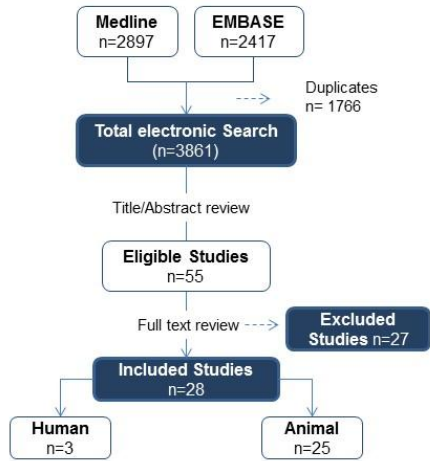 Medline
n=2897
EMBASE
n=2417
Duplicates
n= 1766
Total electronic Search
(n=3861)
Title/Abstract review
Eligible Studies
n=55
Full text review
Excluded
Studies n=27
Included Studies
n=28
Human
n=3
Animal
n=25